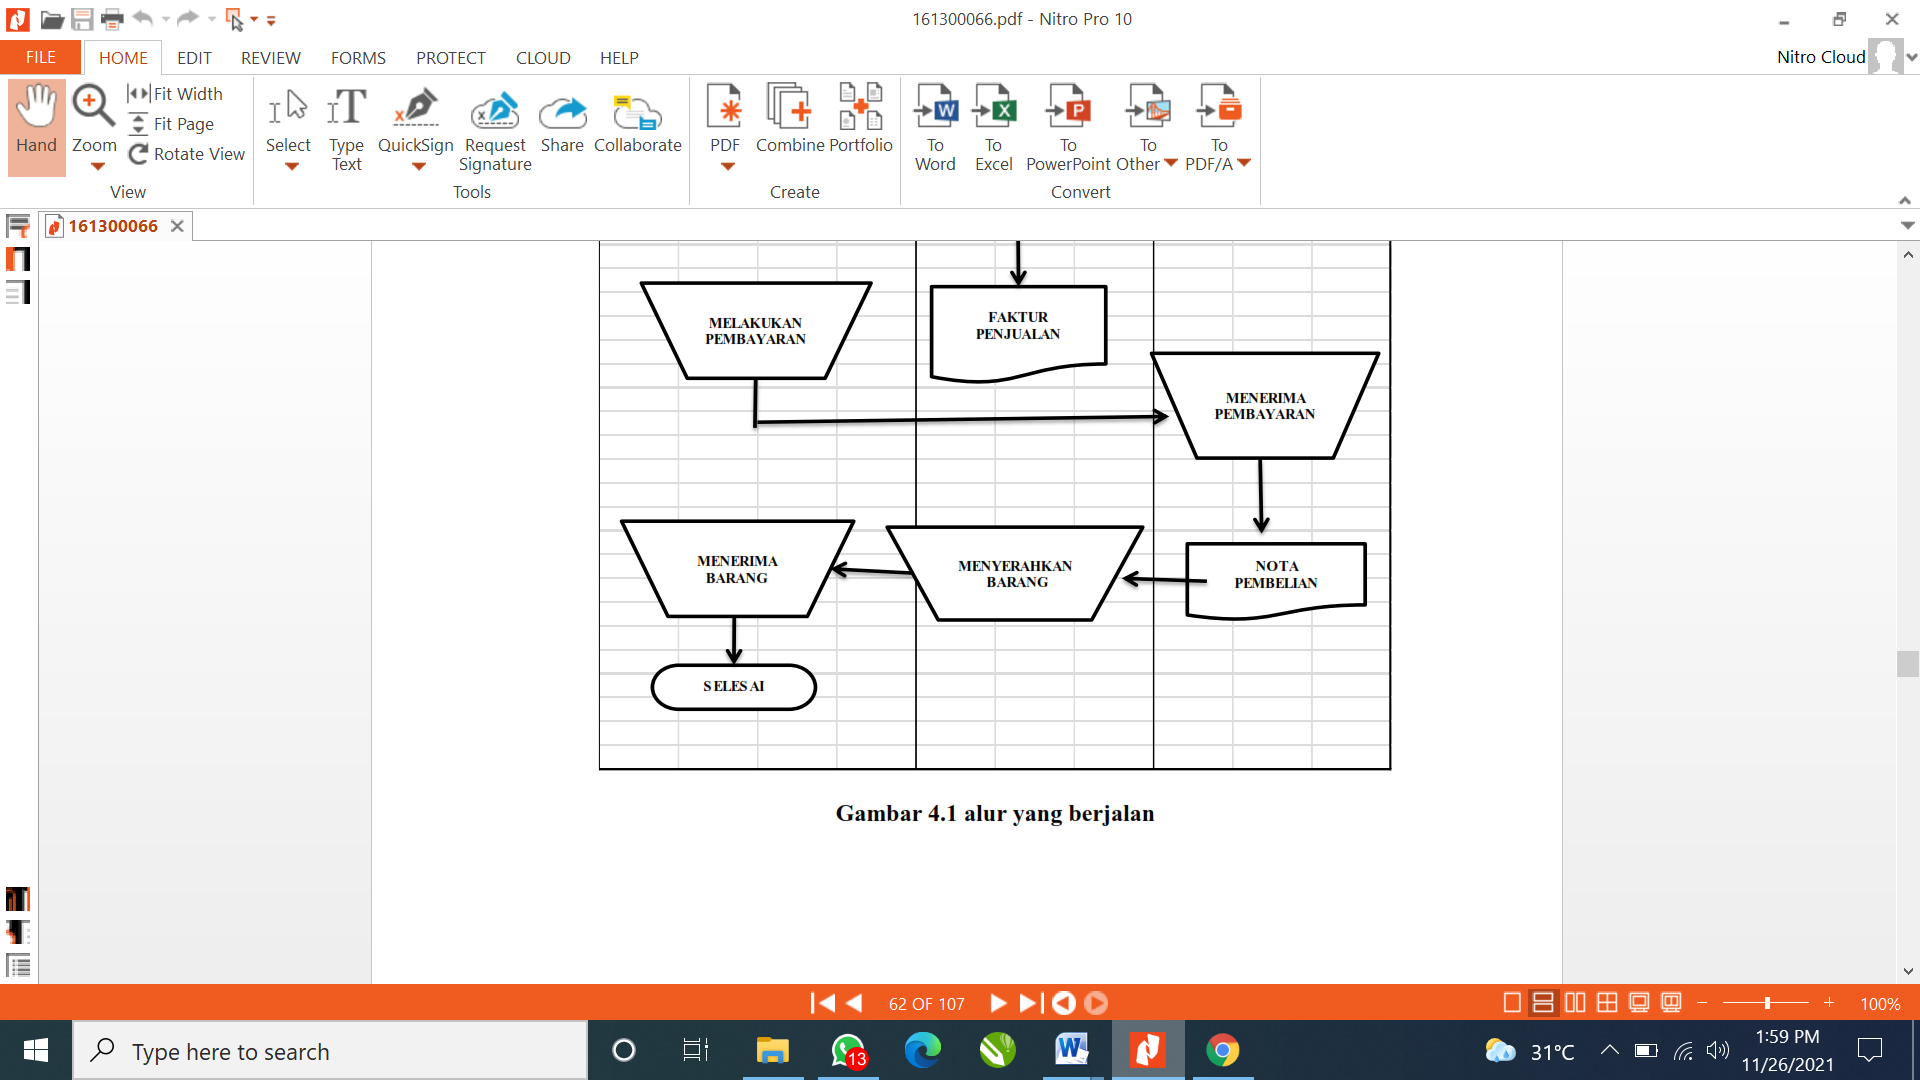 161300066.pdf - Nitro Pro 10
FILE
HOME
EDIT
REVIEW
FORMS
PROTECT
CLOUD
HELP
Nitro Cloud
Hand
Zoom
Fit Width
Fit Page
Rotate View
View
Select
Type
Text
QuickSign
Request
Signature
Share
Collaborate
Tools
PDF
Combine
Portfolio
Create
To
Word
To
Excel
To
PowerPoint
To
Other
To
PDF/A
Convert
161300066
MELAKUKAN
PEMBAYARAN
FAKTUR
PENJUALAN
MENERIMA
PEMBAYARAN
MENERIMA
BARANG
MENYERAHKAN
BARANG
NOTA
PEMBELIAN
SELESAI
Gambar 4.1 alur yang berjalan
62 OF 107
100%
Type here to search
13
31°C
1:59 PM
11/26/2021